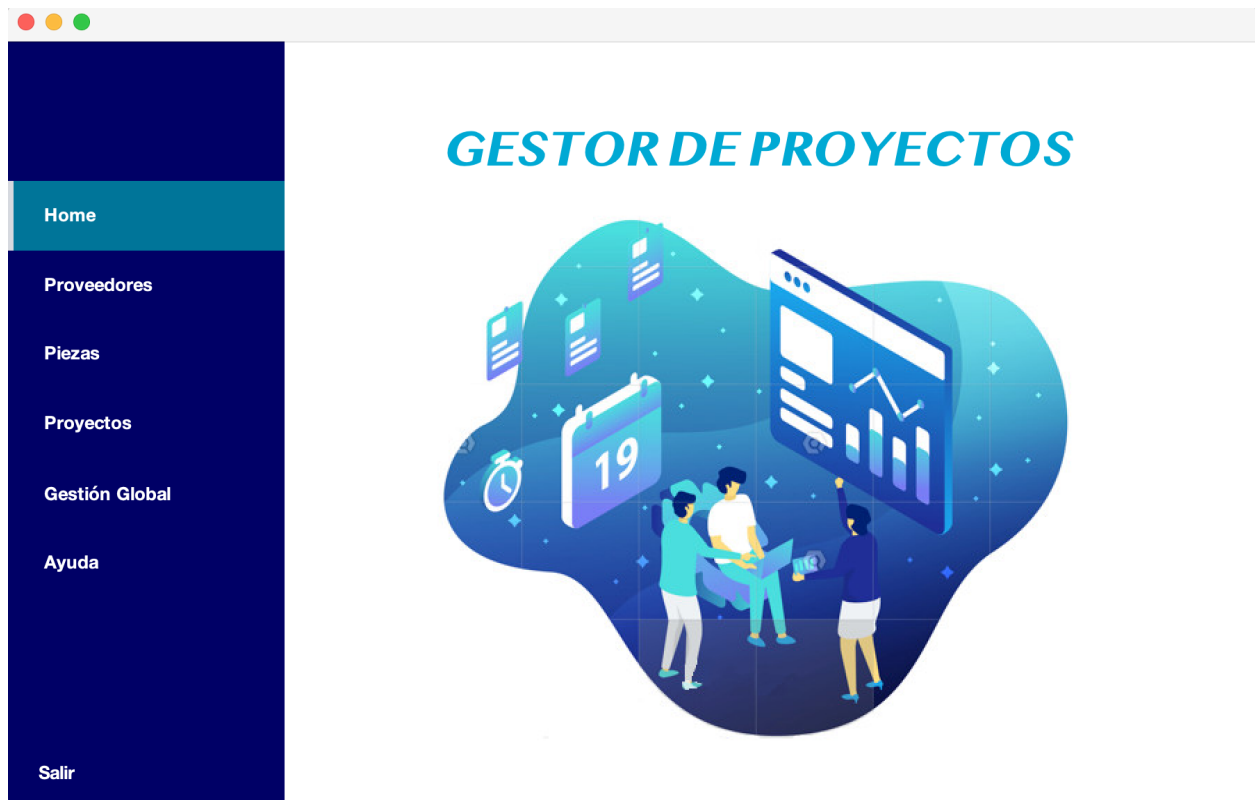 GESTOR DE PROYECTOS
Home
Proveedores
Piezas
Proyectos
Gestión Global
Ayuda
Salir
19